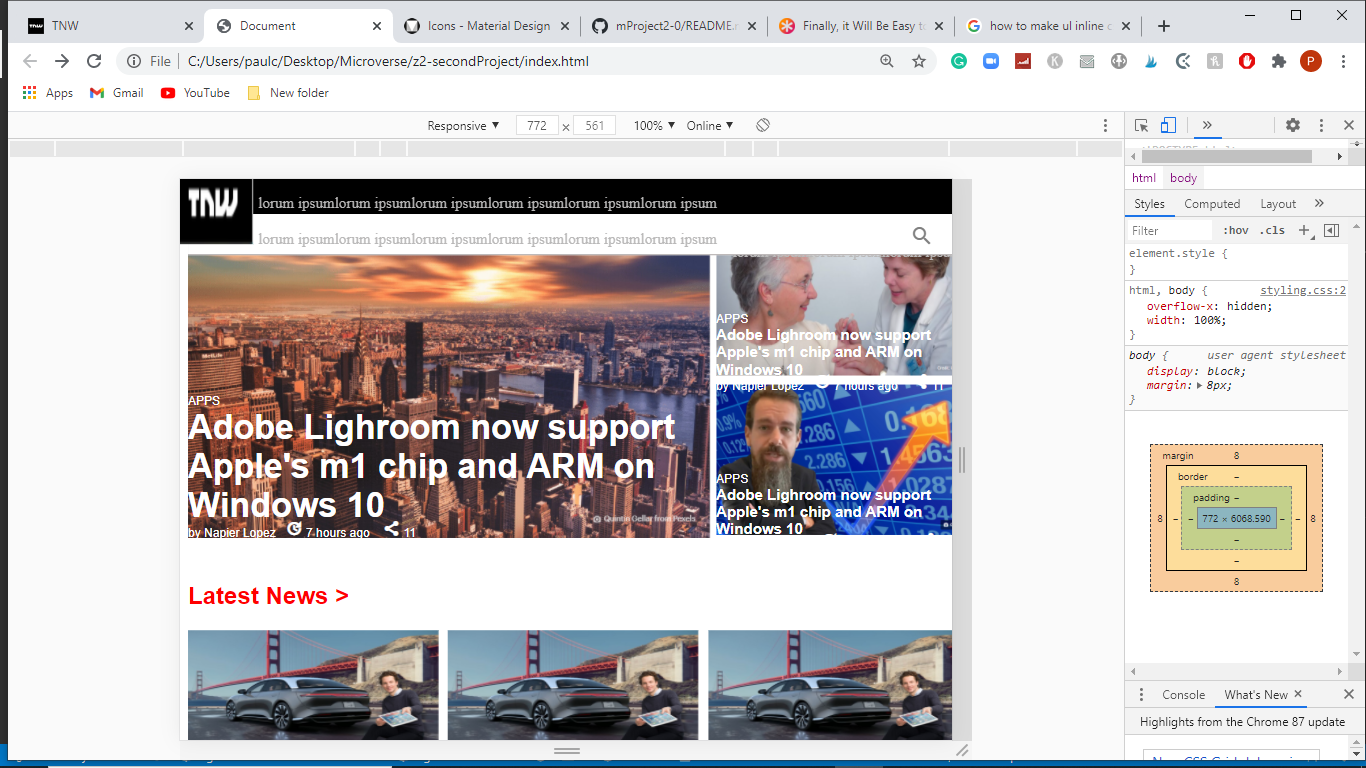 TNW
Document
Icons - Material Design
mProject2-0/README.
Finally, it Will Be Easy to
how to make ul inline c
File
C:/Users/paulc/Desktop/Microverse/z2-secondProject/index.html
P
Apps
Gmail
YouTube
New folder
Responsive ▼ 772 x 561 100% ▼ Online ▼
html body
Styles Computed Layout »
Filter :hov .cls +
element.style {
}
html, body { styling.css:2
overflow-x: hidden;
width: 100%;
}
body { user agent stylesheet
display: block;
margin: ▶ 8px;
}
margin 8
border –
padding –
8 – – 772 × 6068.590 – – 8
–
–
8
Console What's New ×
Highlights from the Chrome 87 update
TNW
lorum ipsumlorum ipsumlorum ipsumlorum ipsumlorum ipsumlorum ipsum
lorum ipsumlorum ipsumlorum ipsumlorum ipsumlorum ipsumlorum ipsum
APPS
Adobe Lighroom now support
Apple's m1 chip and ARM on
Windows 10
by Napier Lopez 7 hours ago 11
Quentin Gellar from Pexels
APPS
Adobe Lighroom now support
Apple's m1 chip and ARM on
Windows 10
by Napier Lopez 7 hours ago 11
APPS
Adobe Lighroom now support
Apple's m1 chip and ARM on
Windows 10
Latest News >